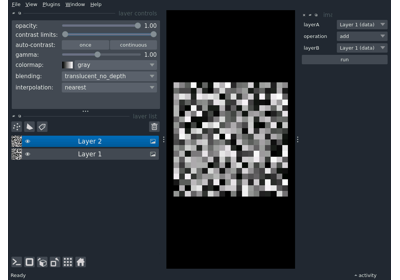 File View Plugins Window Help
layer controls
opacity: 1.00
contrast limits:
auto-contrast: once continuous
gamma: 1.00
colormap: gray
blending: translucent_no_depth
interpolation: nearest
layer list
Layer 2
Layer 1
Ready
layerA Layer 1 (data)
operation add
layerB Layer 1 (data)
run
activity